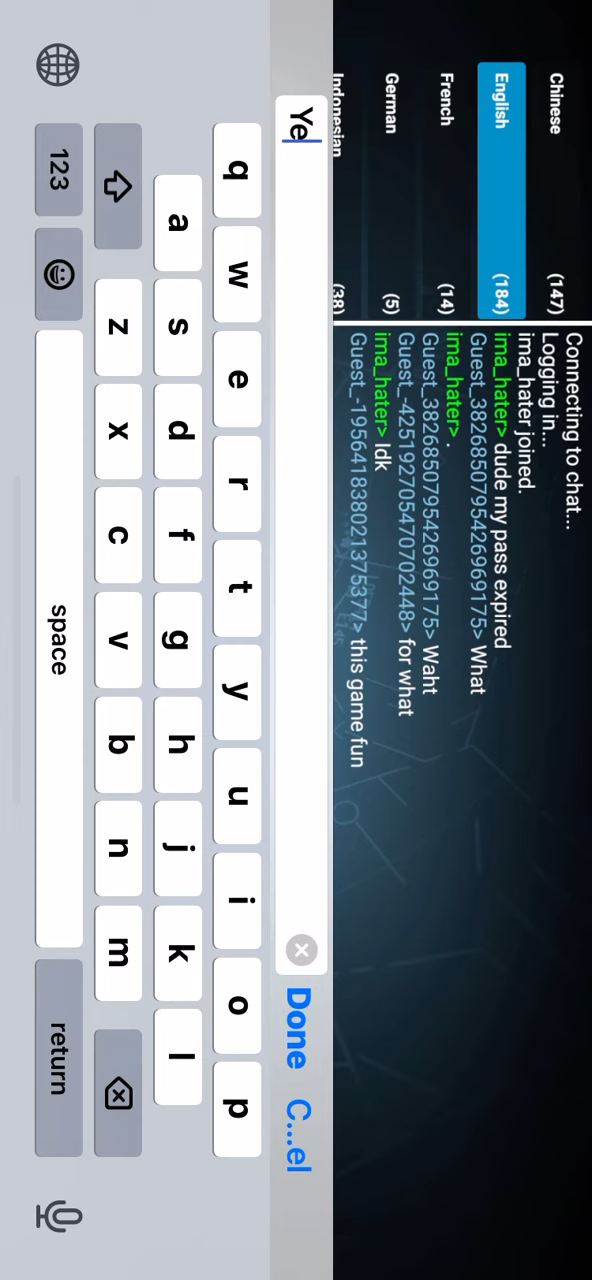 Chinese (147)
English (184)
French (14)
German (5)
Indonesian (38)
Connecting to chat...
Logging in...
ima_hater joined.
ima_hater> dude my pass expired
Guest_3826850795426969175> What
ima_hater> .
Guest_3826850795426969175> Waht
Guest_-425192705470702448> for what
ima_hater> Idk
Guest_-1956418380213753​77> this game fun
Ye
Done C...el
q w e r t y u i o p
a s d f g h j k l
z x c v b n m
123 space return